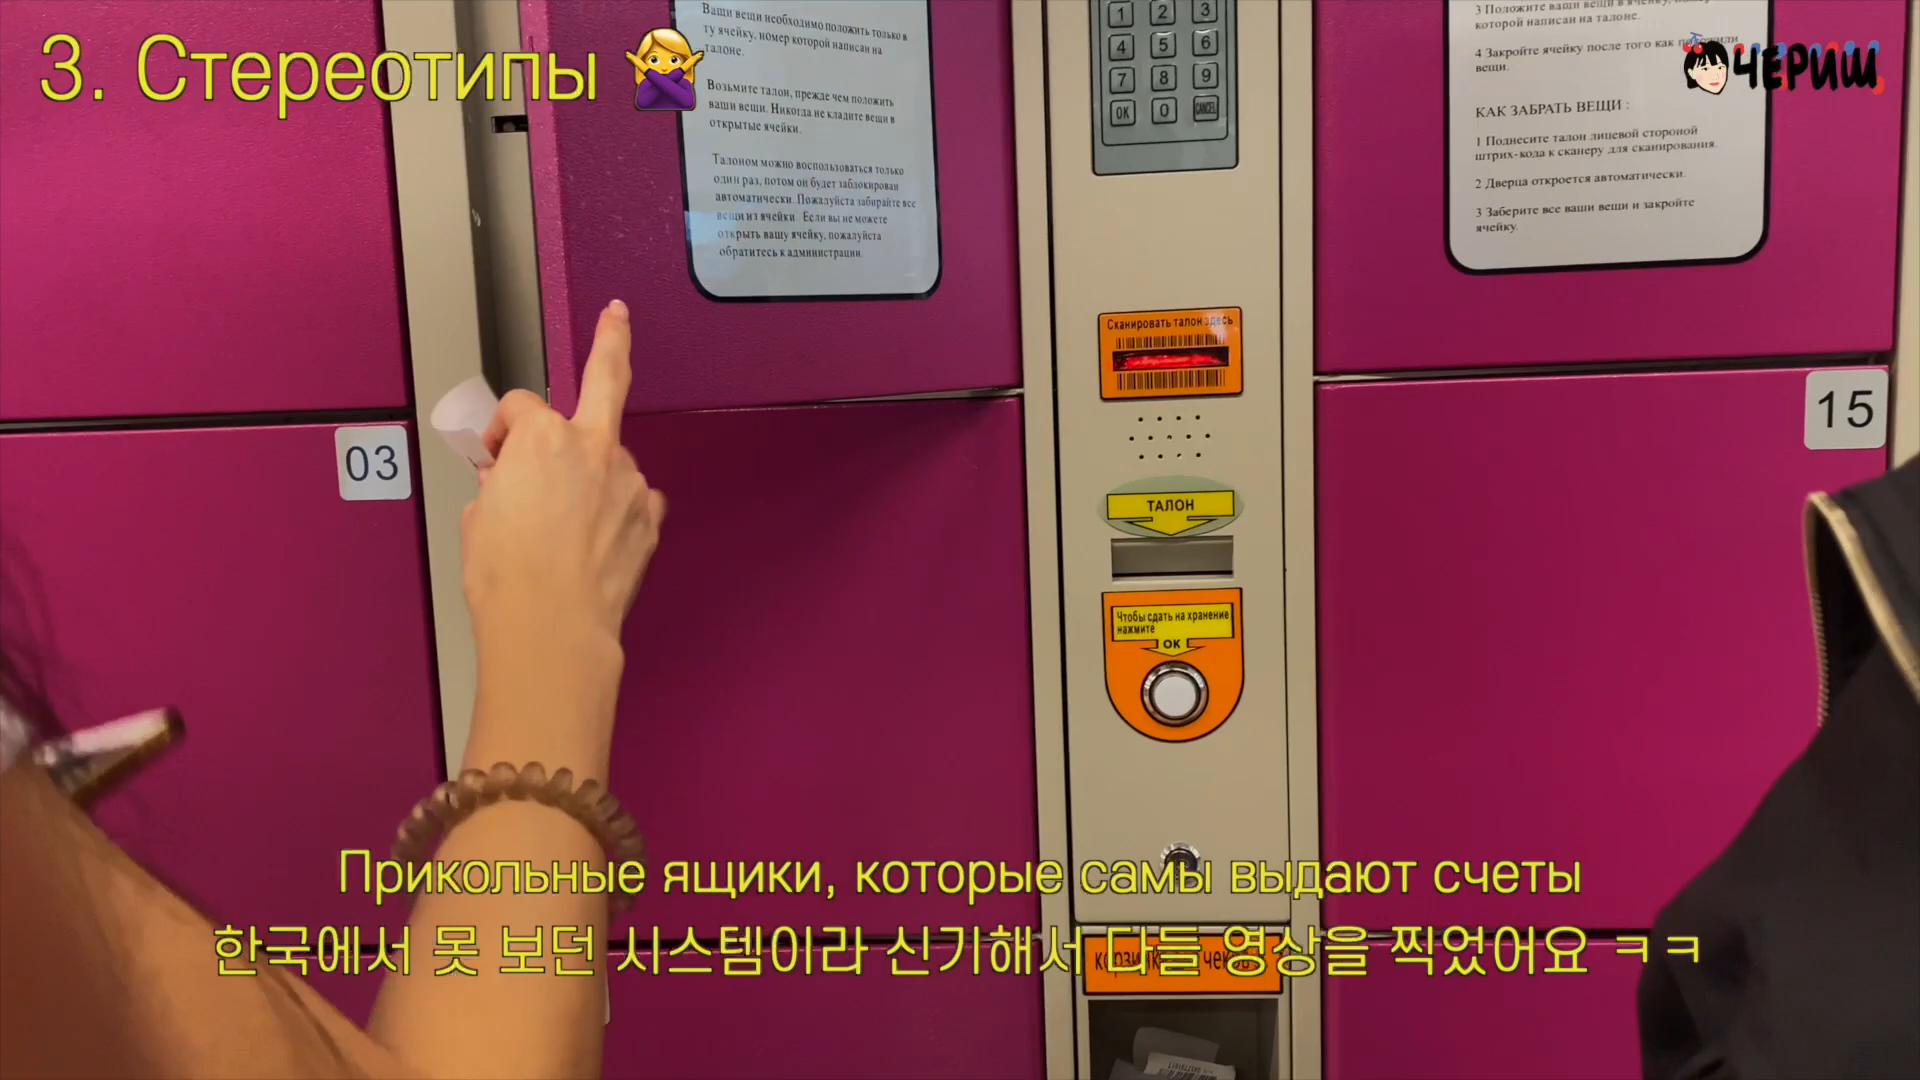 3. Стереотипы
ЧЕРИШ
Ваши вещи необходимо положить только в
ту ячейку, номер которой написан на
талоне.
Возьмите талон, прежде чем положить
ваши вещи. Никогда не кладите вещи в
открытые ячейки.
Талоном можно воспользоваться только
один раз, потом он будет заблокирован
автоматически. Пожалуйста забирайте все
вещи из ячейки. Если вы не можете
открыть вашу ячейку, пожалуйста
обратитесь к администрации.
1 2 3
4 5 6
7 8 9
OK 0 CANCEL
3 Положите ваши вещи в ячейку, номер
которой написан на талоне.
4 Закройте ячейку после того как положили
вещи.
КАК ЗАБРАТЬ ВЕЩИ :
1 Поднесите талон лицевой стороной
штрих-кода к сканеру для сканирования.
2 Дверца откроется автоматически.
3 Заберите все ваши вещи и закройте
ячейку.
Сканировать талон здесь
03
15
ТАЛОН
Чтобы сдать на хранение
нажмите
OK
Прикольные ящики, которые самы выдают счеты
한국에서 못 보던 시스템이라 신기해서 다들 영상을 찍었어요 ㅋㅋ